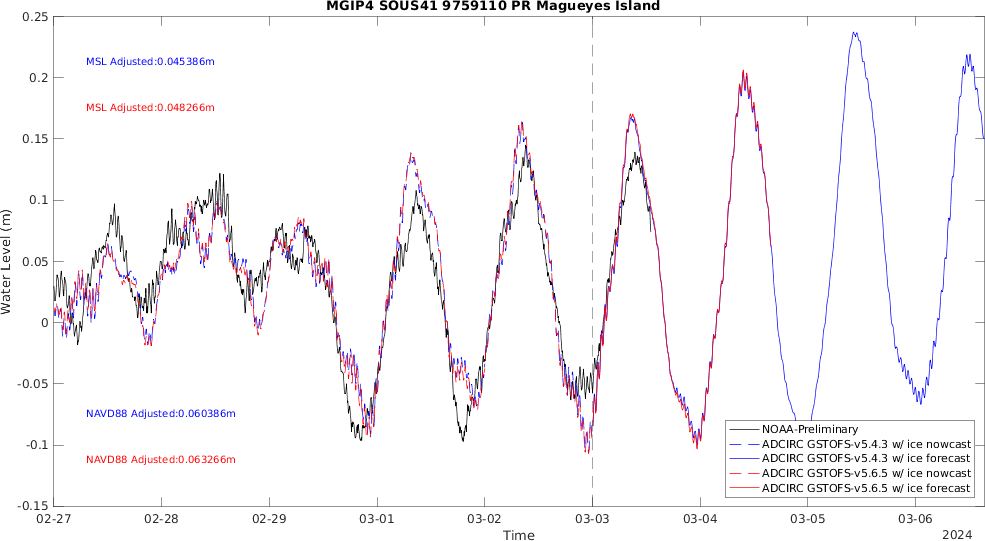 MGIP4 SOUS41 9759110 PR Magueyes Island
0.25
0.2
0.15
0.1
0.05
0
-0.05
-0.1
-0.15
Water Level (m)
MSL Adjusted:0.045386m
MSL Adjusted:0.048266m
NAVD88 Adjusted:0.060386m
NAVD88 Adjusted:0.063266m
NOAA-Preliminary
ADCIRC GSTOFS-v5.4.3 w/ ice nowcast
ADCIRC GSTOFS-v5.4.3 w/ ice forecast
ADCIRC GSTOFS-v5.6.5 w/ ice nowcast
ADCIRC GSTOFS-v5.6.5 w/ ice forecast
02-27 02-28 02-29 03-01 03-02 03-03 03-04 03-05 03-06
Time
2024